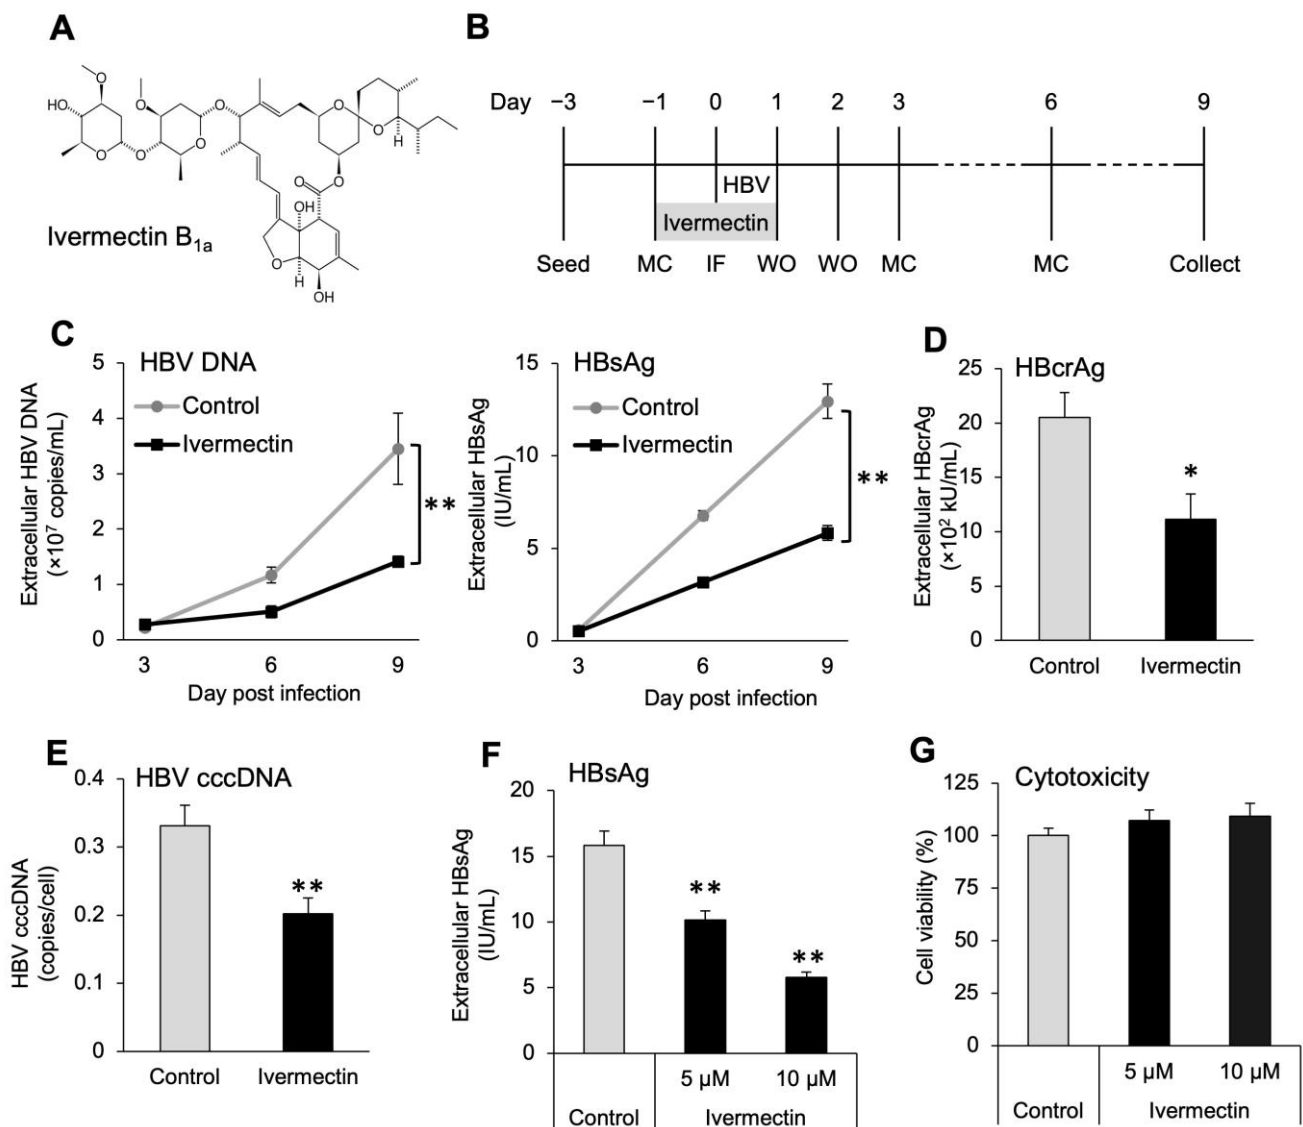 A
HO
O
O
O
O
O
O
O
O
O
H
O
O
OH
O
H
OH
Ivermectin B1a
B
Day −3 −1 0 1 2 3 6 9
HBV
Ivermectin
Seed MC IF WO WO MC MC Collect
C
HBV DNA
Control
Ivermectin
Extracellular HBV DNA
(×10⁷ copies/mL)
5
4
3
2
1
0
**
3 6 9
Day post infection
HBsAg
Control
Ivermectin
Extracellular HBsAg
(IU/mL)
15
10
5
0
**
3 6 9
Day post infection
D
HBcrAg
Extracellular HBcrAg
(×10² kU/mL)
25
20
15
10
5
0
*
Control Ivermectin
E
HBV cccDNA
HBV cccDNA
(copies/cell)
0.4
0.3
0.2
0.1
0
**
Control Ivermectin
F
HBsAg
Extracellular HBsAg
(IU/mL)
20
15
10
5
0
**
**
5 µM 10 µM
Control Ivermectin
G
Cytotoxicity
Cell viability (%)
125
100
75
50
25
0
5 µM 10 µM
Control Ivermectin